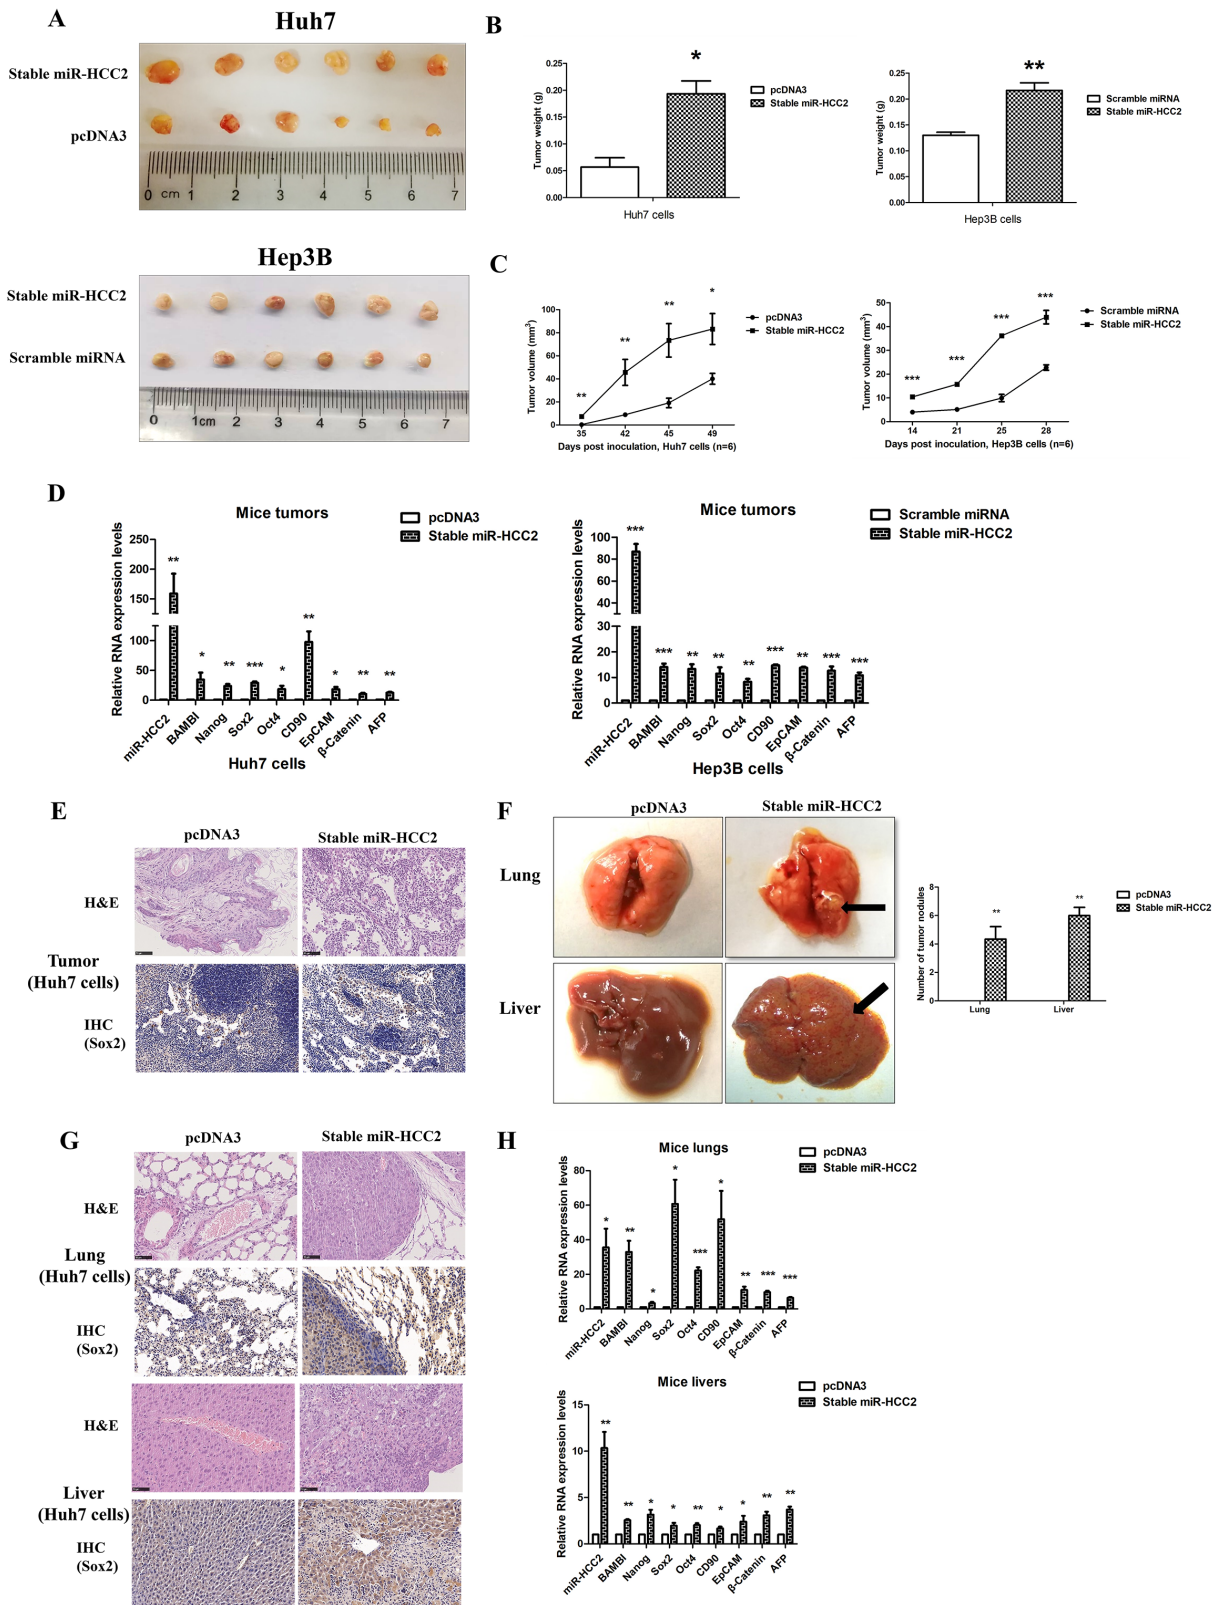 A
Huh7
Stable miR-HCC2
pcDNA3
0 cm 1 2 3 4 5 6 7
Hep3B
Stable miR-HCC2
Scramble miRNA
0 1cm 2 3 4 5 6 7
B
Tumor weight (g)
0.25
0.20
0.15
0.10
0.05
0.00
*
Huh7 cells
pcDNA3
Stable miR-HCC2
Tumor weight (g)
0.25
0.20
0.15
0.10
0.05
0.00
**
Hep3B cells
Scramble miRNA
Stable miR-HCC2
C
Tumor volume (mm³)
100
80
60
40
20
0
** ** ** *
35 42 45 49
Days post inoculation, Huh7 cells (n=6)
pcDNA3
Stable miR-HCC2
Tumor volume (mm³)
50
40
30
20
10
0
*** *** *** ***
14 21 25 28
Days post inoculation, Hep3B cells (n=6)
Scramble miRNA
Stable miR-HCC2
D
Mice tumors
pcDNA3
Stable miR-HCC2
Relative RNA expression levels
250
200
150
100
50
0
** * ** *** * ** * ** **
miR-HCC2 BAMBI Nanog Sox2 Oct4 CD90 EpCAM β-Catenin AFP
Huh7 cells
Mice tumors
Scramble miRNA
Stable miR-HCC2
Relative RNA expression levels
100
80
60
40
30
20
10
0
*** *** ** ** ** *** ** *** ***
miR-HCC2 BAMBI Nanog Sox2 Oct4 CD90 EpCAM β-Catenin AFP
Hep3B cells
E
pcDNA3 Stable miR-HCC2
H&E
Tumor
(Huh7 cells)
IHC
(Sox2)
F
pcDNA3 Stable miR-HCC2
Lung
Liver
Number of tumor nodules
8
6
4
2
0
** **
Lung Liver
pcDNA3
Stable miR-HCC2
G
pcDNA3 Stable miR-HCC2
H&E
Lung
(Huh7 cells)
IHC
(Sox2)
H&E
Liver
(Huh7 cells)
IHC
(Sox2)
H
Mice lungs
pcDNA3
Stable miR-HCC2
Relative RNA expression levels
80
60
40
20
0
* ** * * *** * ** *** ***
miR-HCC2 BAMBI Nanog Sox2 Oct4 CD90 EpCAM β-Catenin AFP
Mice livers
pcDNA3
Stable miR-HCC2
Relative RNA expression levels
15
10
5
0
** ** * * ** * * ** **
miR-HCC2 BAMBI Nanog Sox2 Oct4 CD90 EpCAM β-Catenin AFP